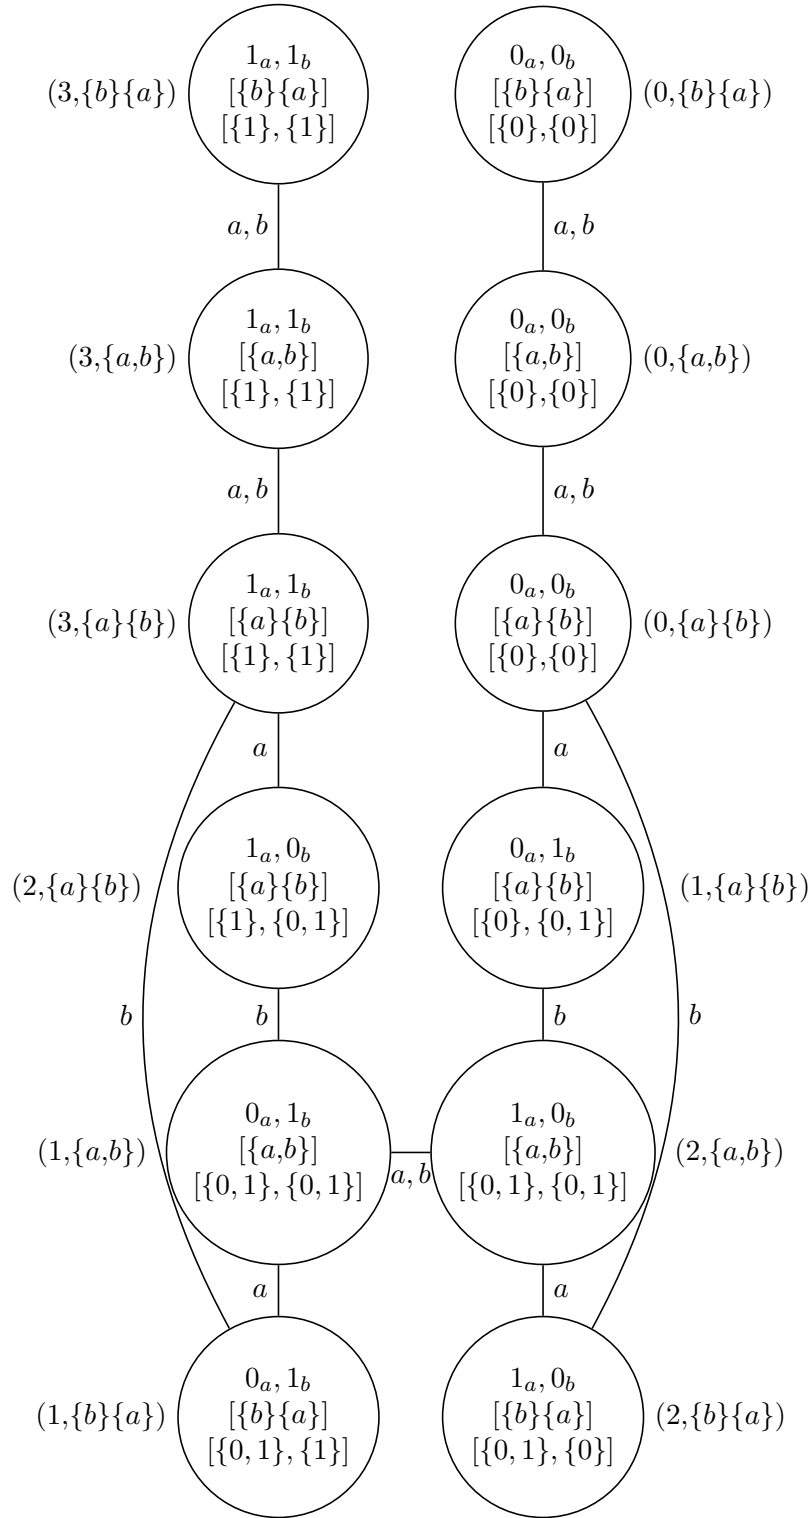 (3,{b}{a})
1_a, 1_b
[{b}{a}]
[{1}, {1}]
0_a, 0_b
[{b}{a}]
[{0},{0}]
(0,{b}{a})
a, b
a, b
(3,{a,b})
1_a, 1_b
[{a,b}]
[{1}, {1}]
0_a, 0_b
[{a,b}]
[{0},{0}]
(0,{a,b})
a, b
a, b
(3,{a}{b})
1_a, 1_b
[{a}{b}]
[{1}, {1}]
0_a, 0_b
[{a}{b}]
[{0},{0}]
(0,{a}{b})
a
a
(2,{a}{b})
1_a, 0_b
[{a}{b}]
[{1}, {0, 1}]
0_a, 1_b
[{a}{b}]
[{0}, {0, 1}]
(1,{a}{b})
b
b
b
b
(1,{a,b})
0_a, 1_b
[{a,b}]
[{0, 1}, {0, 1}]
a, b
1_a, 0_b
[{a,b}]
[{0, 1}, {0, 1}]
(2,{a,b})
a
a
(1,{b}{a})
0_a, 1_b
[{b}{a}]
[{0, 1}, {1}]
1_a, 0_b
[{b}{a}]
[{0, 1}, {0}]
(2,{b}{a})